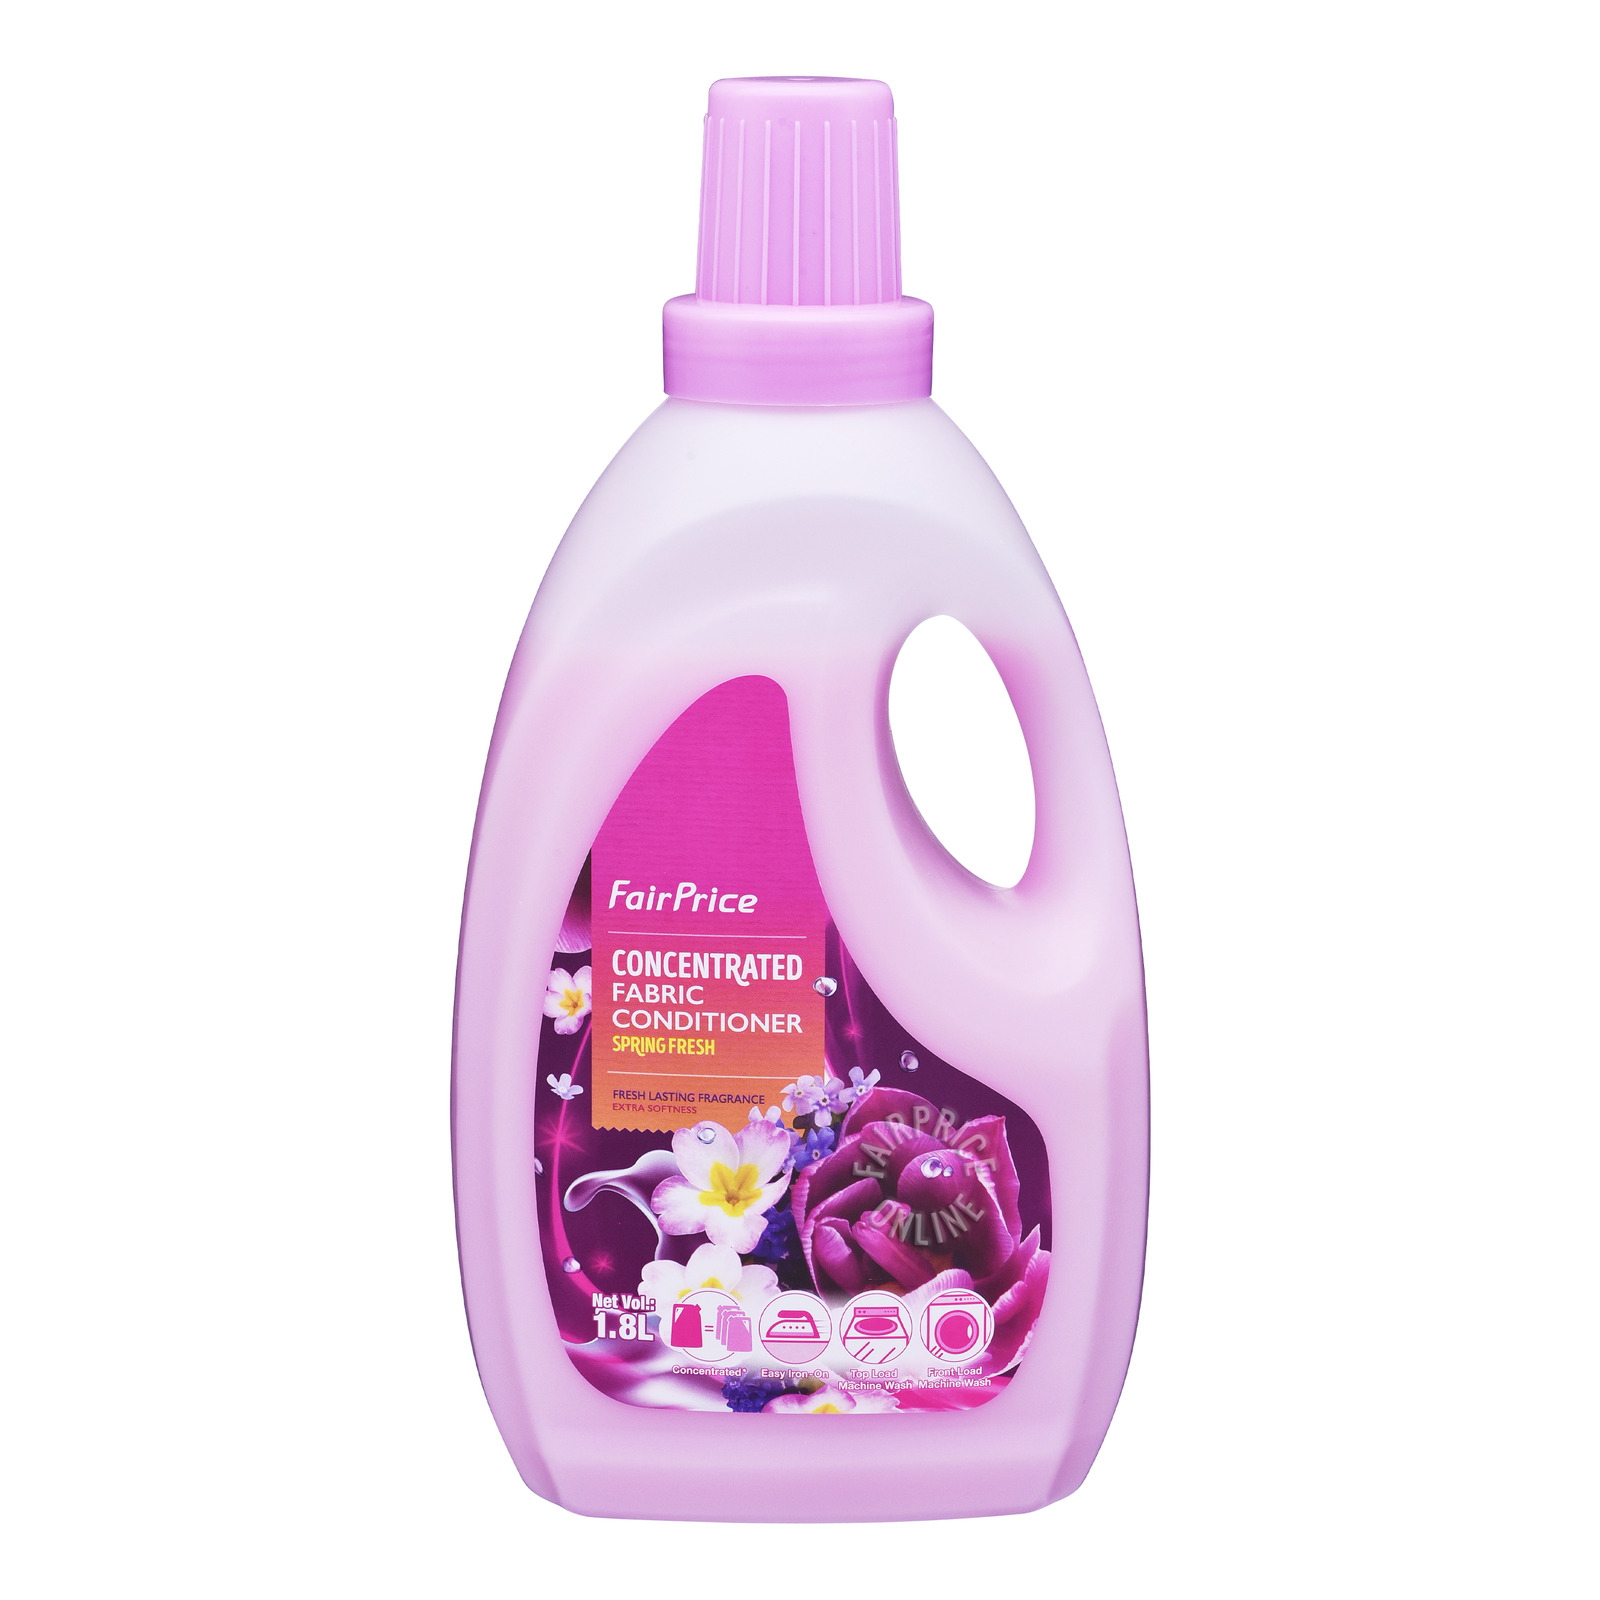 FairPrice
CONCENTRATED
FABRIC
CONDITIONER
SPRING FRESH
FRESH LASTING FRAGRANCE
EXTRA SOFTNESS
FAIRPRICE
ONLINE
Net Vol.:
1.8L
=
Concentrated*
Easy Iron-On
Top Load
Machine Wash
Front Load
Machine Wash